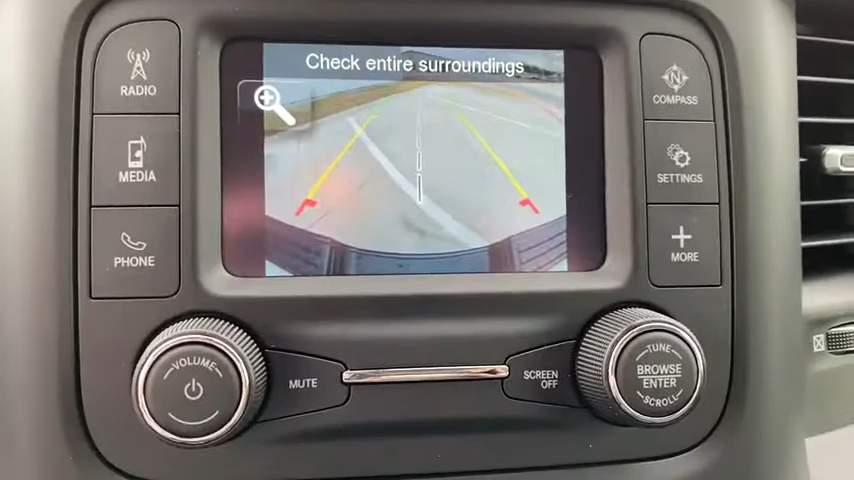 Check entire surroundings
RADIO
MEDIA
PHONE
N
COMPASS
SETTINGS
MORE
VOLUME
MUTE
SCREEN
OFF
TUNE
BROWSE
ENTER
SCROLL